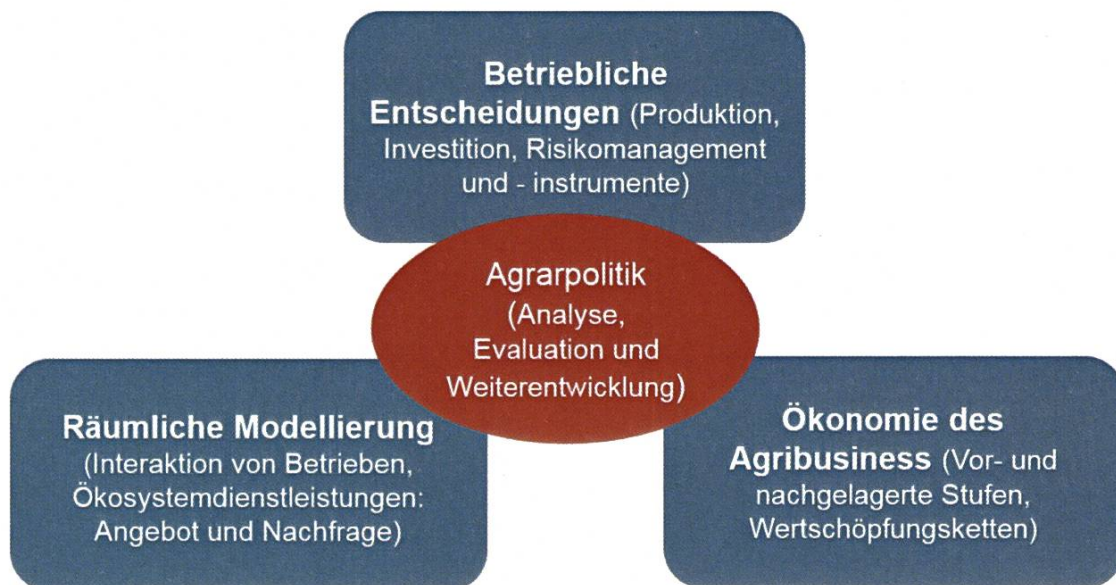 Betriebliche
Entscheidungen (Produktion,
Investition, Risikomanagement
und - instrumente)
Agrarpolitik
(Analyse,
Evaluation und
Weiterentwicklung)
Räumliche Modellierung
(Interaktion von Betrieben,
Ökosystemdienstleistungen:
Angebot und Nachfrage)
Ökonomie des
Agribusiness (Vor- und
nachgelagerte Stufen,
Wertschöpfungsketten)